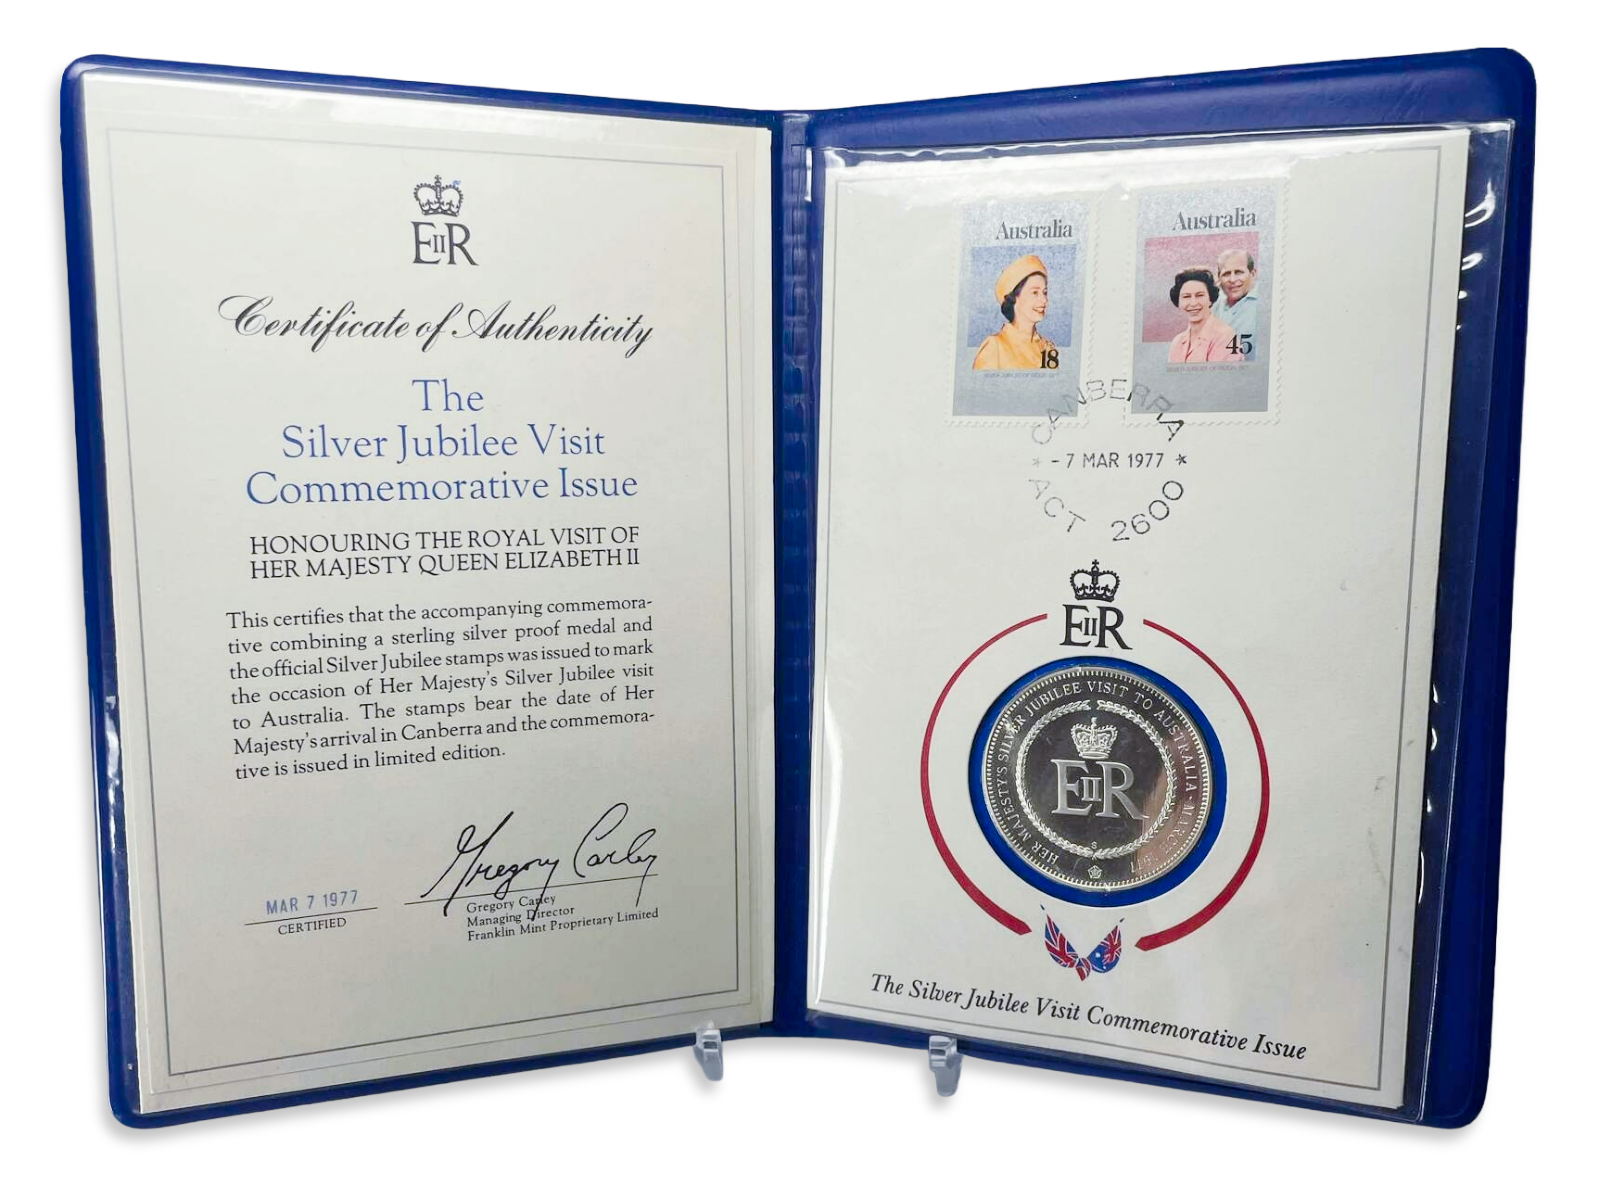 EIIR
Certificate of Authenticity
The
Silver Jubilee Visit
Commemorative Issue
HONOURING THE ROYAL VISIT OF
HER MAJESTY QUEEN ELIZABETH II
This certifies that the accompanying commemora-
tive combining a sterling silver proof medal and
the official Silver Jubilee stamps was issued to mark
the occasion of Her Majesty's Silver Jubilee visit
to Australia. The stamps bear the date of Her
Majesty's arrival in Canberra and the commemora-
tive is issued in limited edition.
MAR 7 1977
CERTIFIED
Gregory Carley
Gregory Carley
Managing Director
Franklin Mint Proprietary Limited
Australia
18
Australia
45
CANBERRA
- 7 MAR 1977
ACT 2600
EIIR
HER MAJESTY'S SILVER JUBILEE VISIT TO AUSTRALIA · MARCH 1977
EIIR
S
The Silver Jubilee Visit Commemorative Issue